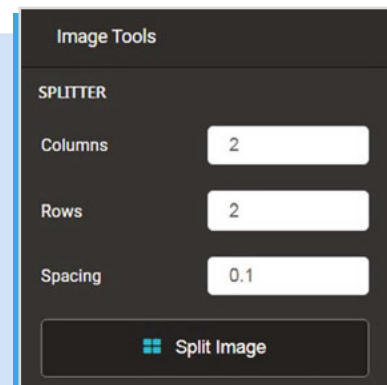 Image Tools
SPLITTER
Columns 2
Rows 2
Spacing 0.1
Split Image